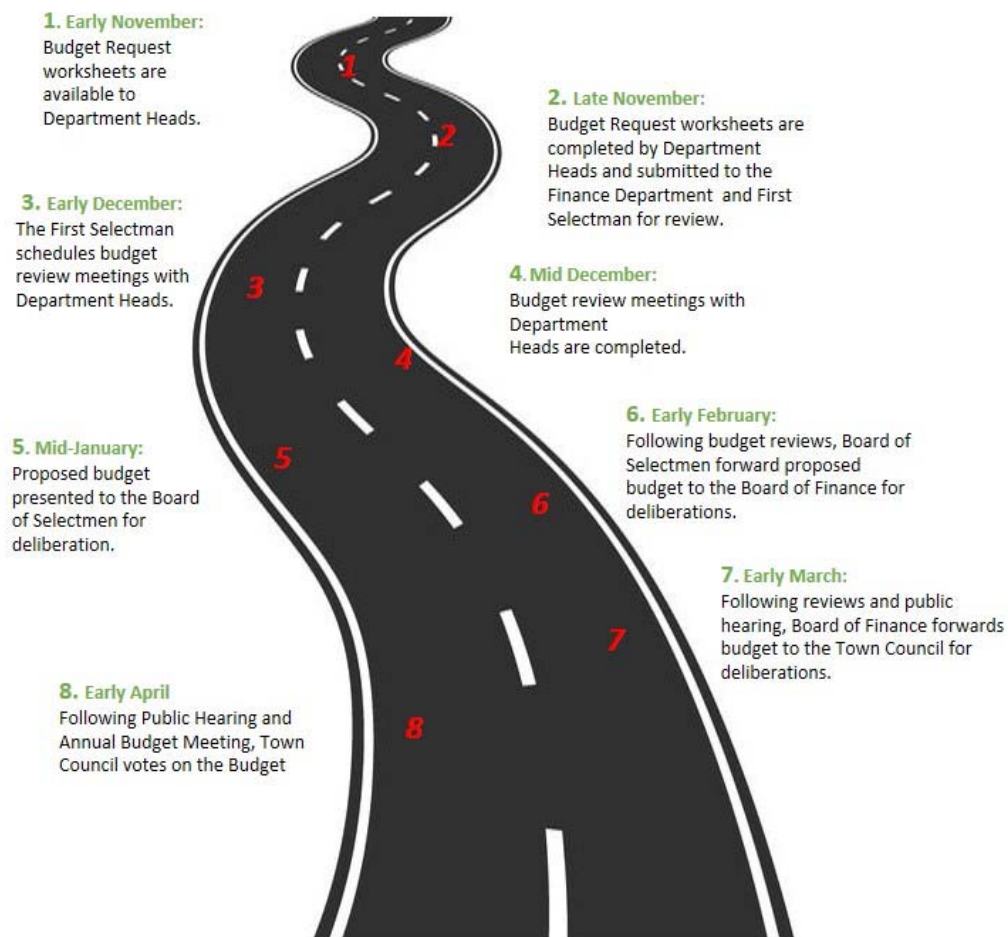 1. Early November:
Budget Request
worksheets are
available to
Department Heads.
1
2. Late November:
Budget Request worksheets are
completed by Department
Heads and submitted to the
Finance Department and First
Selectman for review.
2
3. Early December:
The First Selectman
schedules budget
review meetings with
Department Heads.
3
4. Mid December:
Budget review meetings with
Department
Heads are completed.
4
5. Mid-January:
Proposed budget
presented to the Board
of Selectmen for
deliberation.
5
6. Early February:
Following budget reviews, Board of
Selectmen forward proposed
budget to the Board of Finance for
deliberations.
6
7. Early March:
Following reviews and public
hearing, Board of Finance forwards
budget to the Town Council for
deliberations.
7
8. Early April
Following Public Hearing and
Annual Budget Meeting, Town
Council votes on the Budget
8